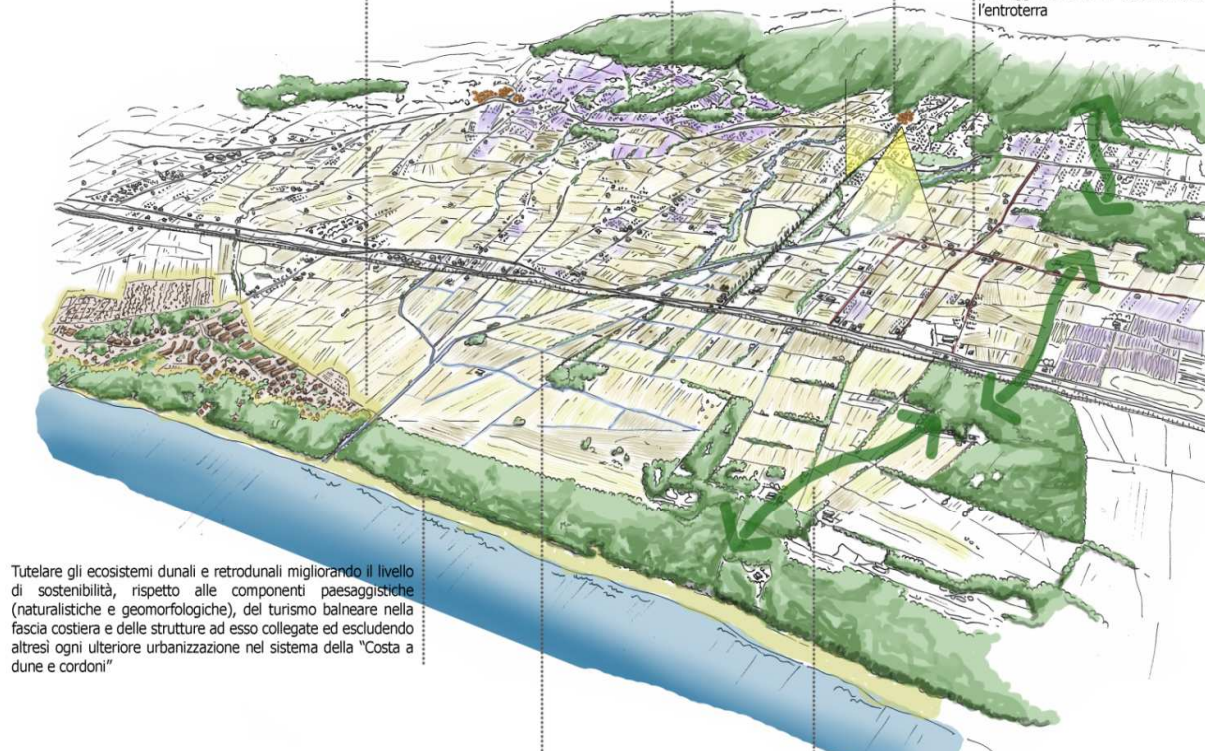 l'entroterra
Tutelare gli ecosistemi dunali e retrodunali migliorando il livello
di sostenibilità, rispetto alle componenti paesaggistiche
(naturalistiche e geomorfologiche), del turismo balneare nella
fascia costiera e delle strutture ad esso collegate ed escludendo
altresì ogni ulteriore urbanizzazione nel sistema della “Costa a
dune e cordoni”